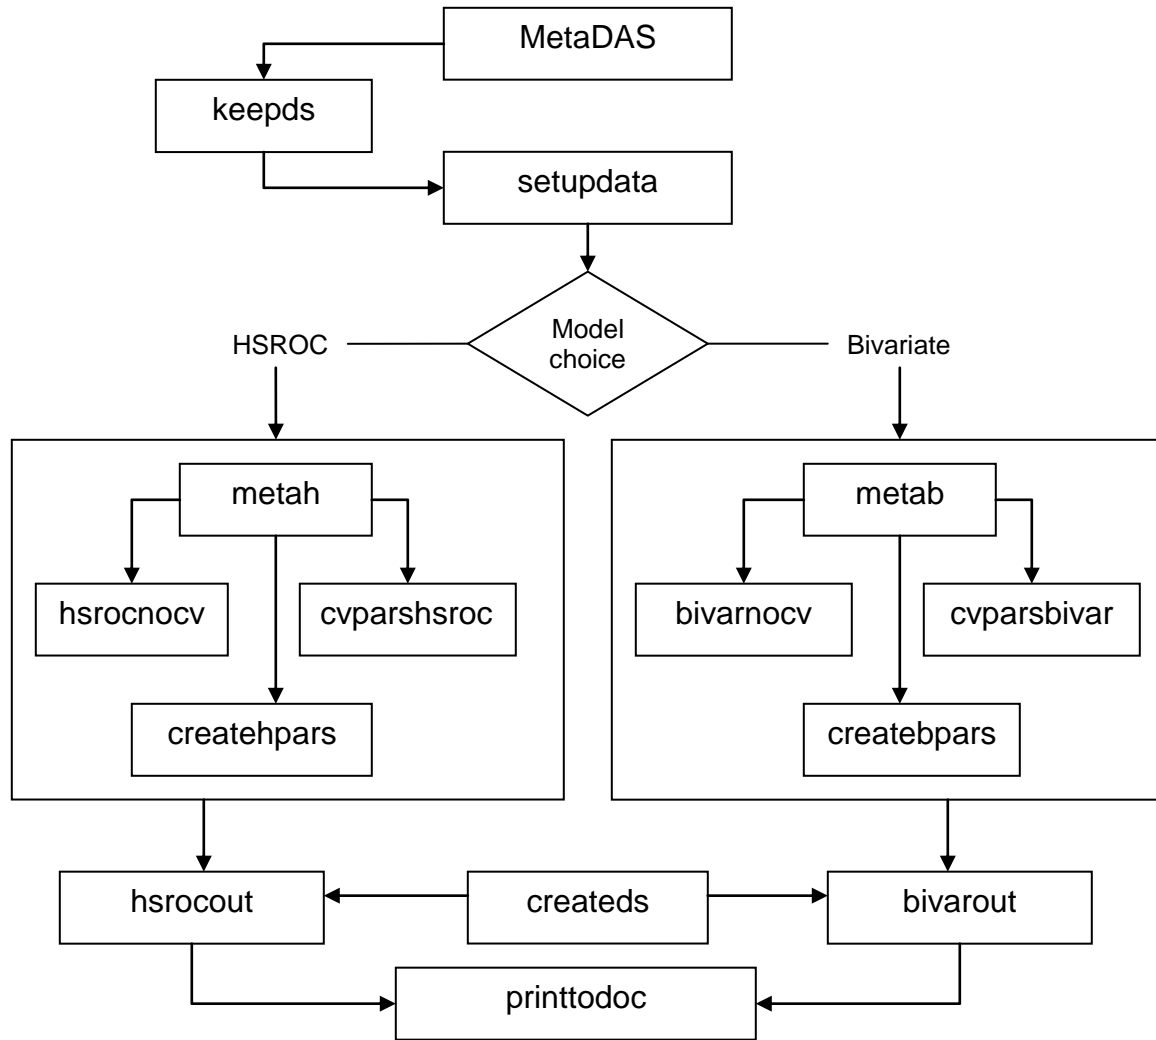 MetaDAS
keepds
setupdata
Model
choice
HSROC
Bivariate
metah
metab
hsrocnocv
cvparshsroc
bivarnocv
cvparsbivar
createhpars
createbpars
hsrocout
createds
bivarout
printtodoc